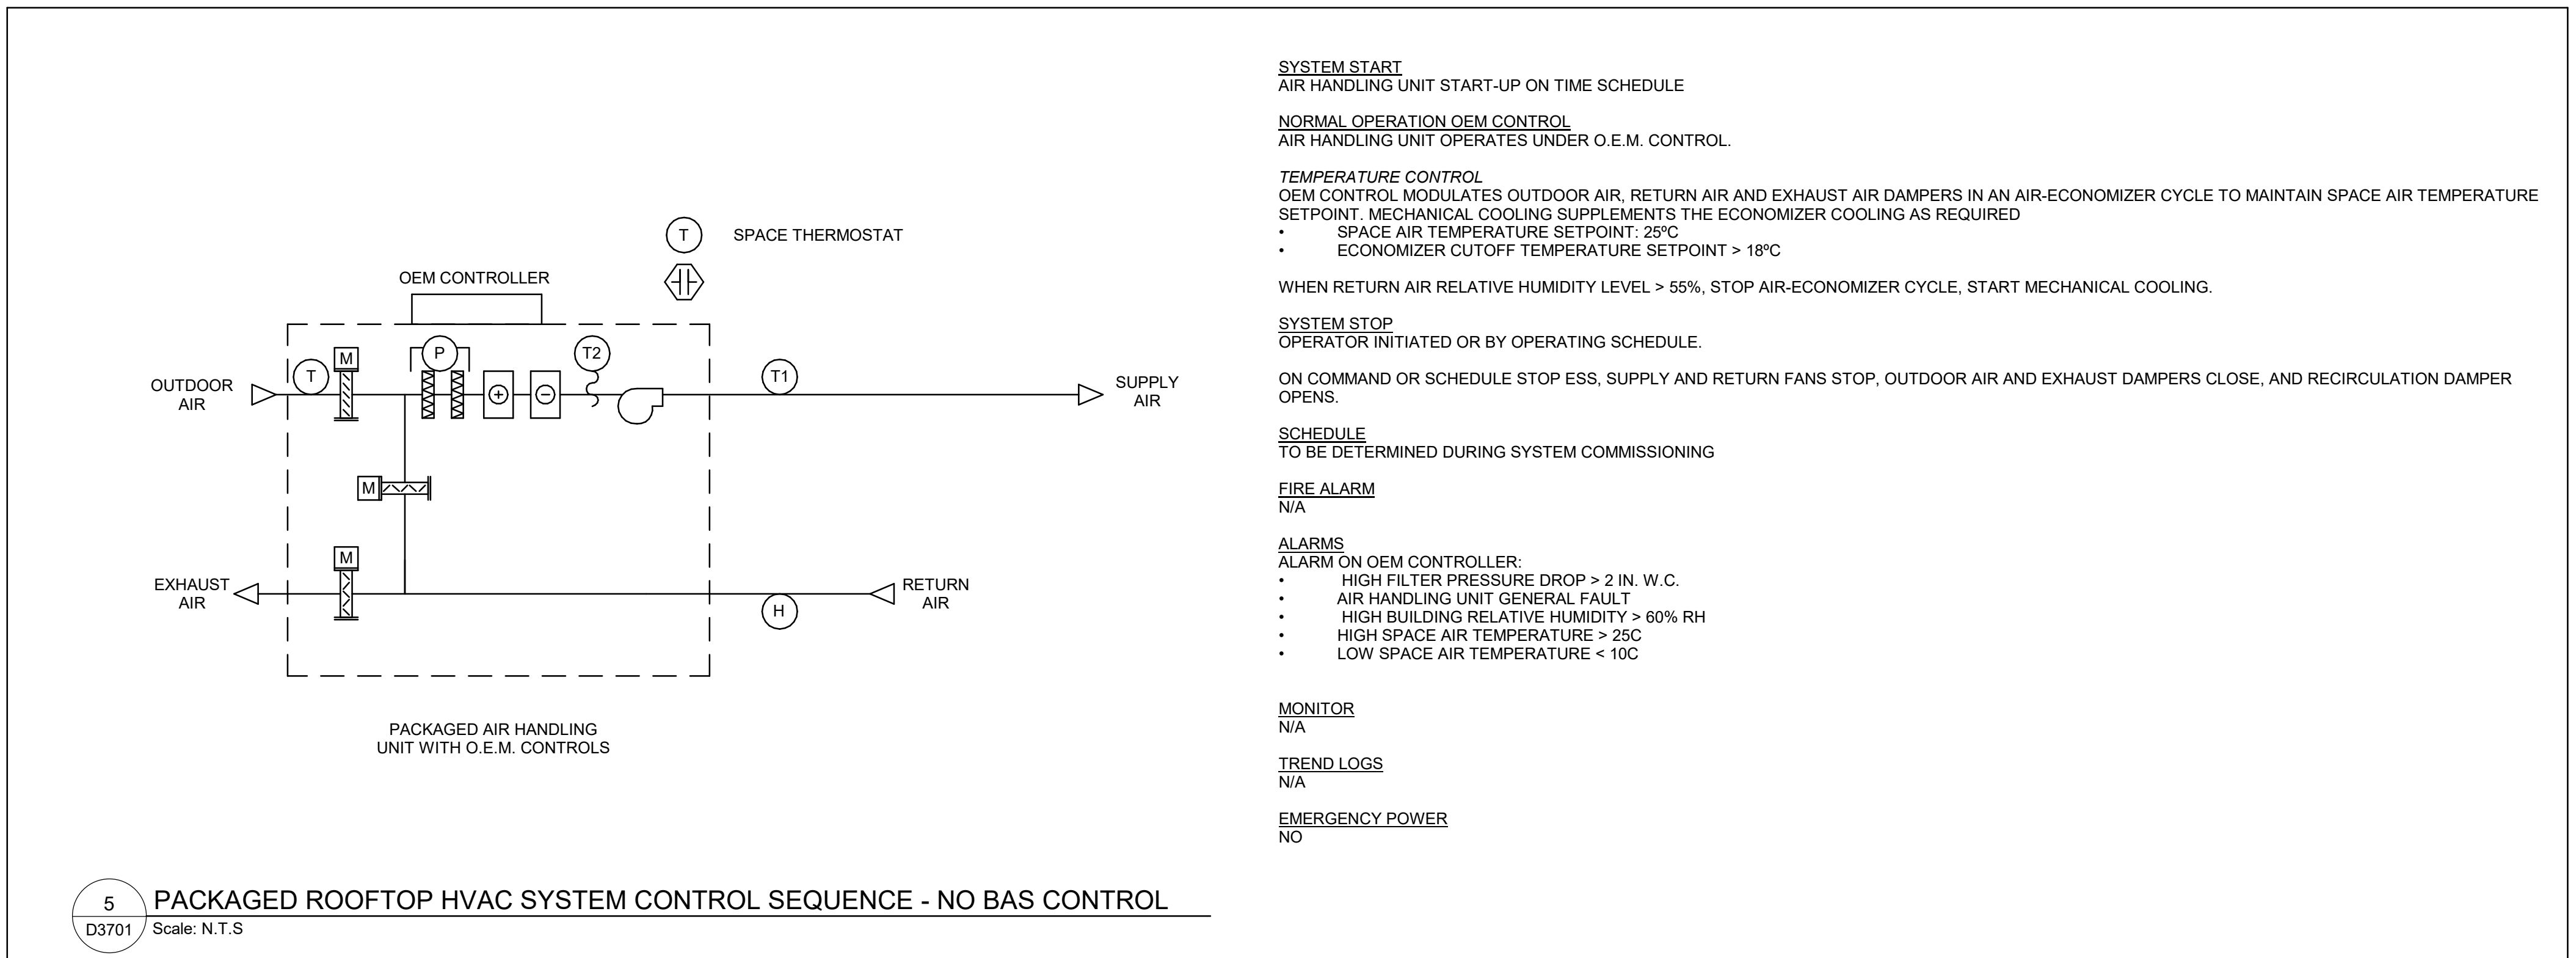 SPACE THERMOSTAT
T
OEM CONTROLLER
M
P
T2
T
T1
OUTDOOR
AIR
+
−
SUPPLY
AIR
M
M
EXHAUST
AIR
RETURN
AIR
H
PACKAGED AIR HANDLING
UNIT WITH O.E.M. CONTROLS
5
D3701
PACKAGED ROOFTOP HVAC SYSTEM CONTROL SEQUENCE - NO BAS CONTROL
Scale: N.T.S
SYSTEM START
AIR HANDLING UNIT START-UP ON TIME SCHEDULE
NORMAL OPERATION OEM CONTROL
AIR HANDLING UNIT OPERATES UNDER O.E.M. CONTROL.
TEMPERATURE CONTROL
OEM CONTROL MODULATES OUTDOOR AIR, RETURN AIR AND EXHAUST AIR DAMPERS IN AN AIR-ECONOMIZER CYCLE TO MAINTAIN SPACE AIR TEMPERATURE
SETPOINT. MECHANICAL COOLING SUPPLEMENTS THE ECONOMIZER COOLING AS REQUIRED
• SPACE AIR TEMPERATURE SETPOINT: 25ºC
• ECONOMIZER CUTOFF TEMPERATURE SETPOINT > 18ºC
WHEN RETURN AIR RELATIVE HUMIDITY LEVEL > 55%, STOP AIR-ECONOMIZER CYCLE, START MECHANICAL COOLING.
SYSTEM STOP
OPERATOR INITIATED OR BY OPERATING SCHEDULE.
ON COMMAND OR SCHEDULE STOP ESS, SUPPLY AND RETURN FANS STOP, OUTDOOR AIR AND EXHAUST DAMPERS CLOSE, AND RECIRCULATION DAMPER
OPENS.
SCHEDULE
TO BE DETERMINED DURING SYSTEM COMMISSIONING
FIRE ALARM
N/A
ALARMS
ALARM ON OEM CONTROLLER:
• HIGH FILTER PRESSURE DROP > 2 IN. W.C.
• AIR HANDLING UNIT GENERAL FAULT
• HIGH BUILDING RELATIVE HUMIDITY > 60% RH
• HIGH SPACE AIR TEMPERATURE > 25C
• LOW SPACE AIR TEMPERATURE < 10C
MONITOR
N/A
TREND LOGS
N/A
EMERGENCY POWER
NO